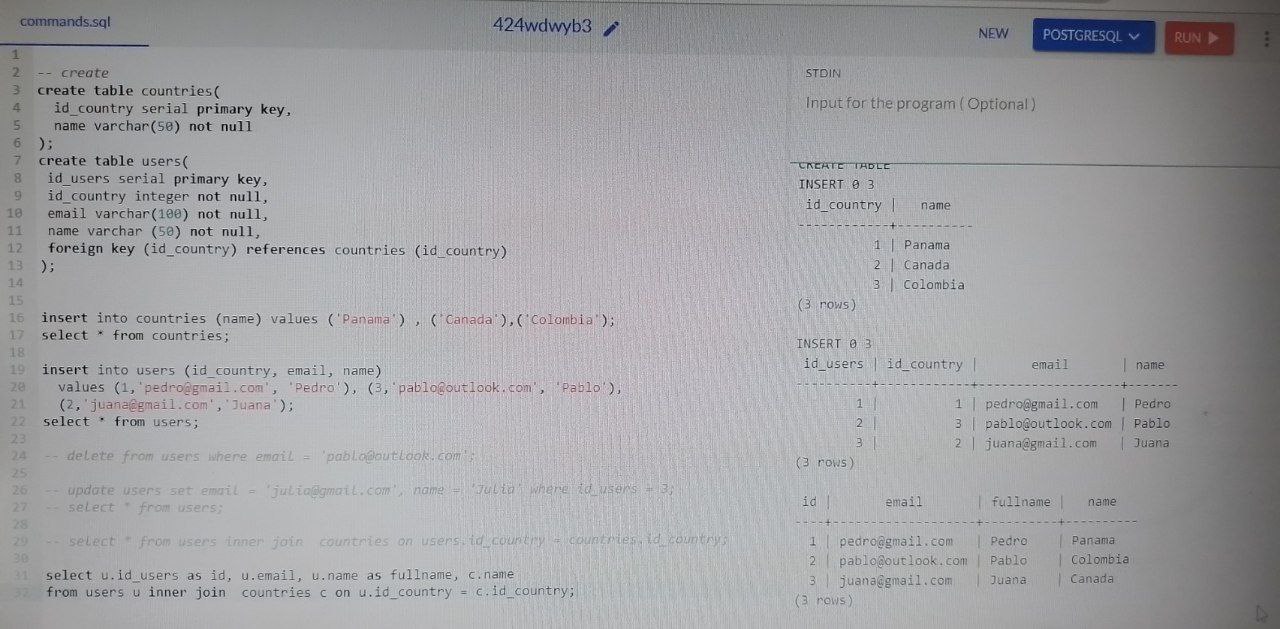 commands.sql
424wdwyb3
NEW
POSTGRESQL
RUN
1
2 -- create
3 create table countries(
4 id_country serial primary key,
5 name varchar(50) not null
6 );
7 create table users(
8 id_users serial primary key,
9 id_country integer not null,
10 email varchar(100) not null,
11 name varchar (50) not null,
12 foreign key (id_country) references countries (id_country)
13 );
14
15
16 insert into countries (name) values ('Panama') , ('Canada'),('Colombia');
17 select * from countries;
18
19 insert into users (id_country, email, name)
20 values (1,'pedro@gmail.com', 'Pedro'), (3,'pablo@outlook.com', 'Pablo'),
21 (2,'juana@gmail.com','Juana');
22 select * from users;
23
24 -- delete from users where email = 'pablo@outlook.com';
25
26 -- update users set email = 'julia@gmail.com', name = 'Julia' where id_users = 3;
27 -- select * from users;
28
29 -- select * from users inner join  countries on users.id_country = countries.id_country;
30
31 select u.id_users as id, u.email, u.name as fullname, c.name
32 from users u inner join  countries c on u.id_country = c.id_country;
STDIN
Input for the program ( Optional )
CREATE TABLE
INSERT 0 3
id_country | name
------------+----------
1 | Panama
2 | Canada
3 | Colombia
(3 rows)
INSERT 0 3
id_users | id_country | email | name
----------+------------+-------------------+-------
1 | 1 | pedro@gmail.com | Pedro
2 | 3 | pablo@outlook.com | Pablo
3 | 2 | juana@gmail.com | Juana
(3 rows)
id | email | fullname | name
----+-------------------+----------+----------
1 | pedro@gmail.com | Pedro | Panama
2 | pablo@outlook.com | Pablo | Colombia
3 | juana@gmail.com | Juana | Canada
(3 rows)